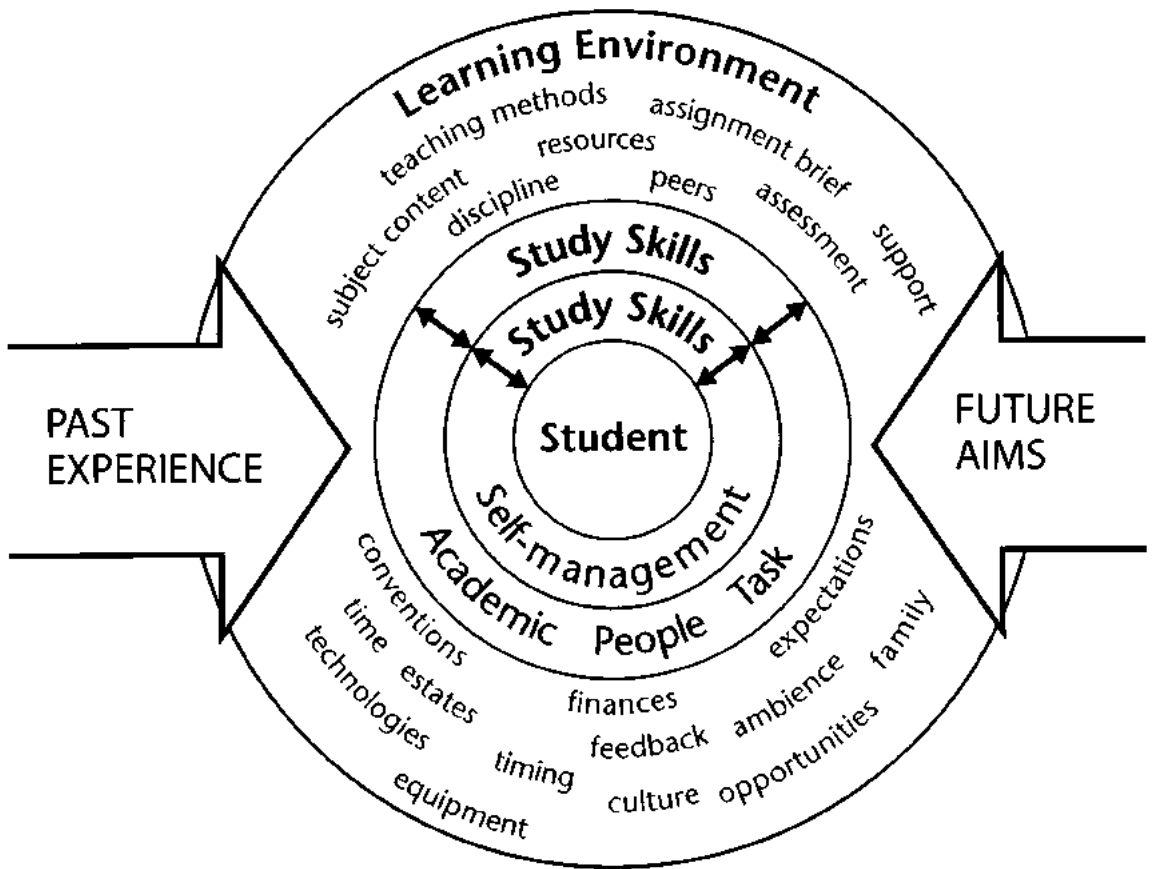 Learning Environment
teaching methods
assignment brief
resources
subject content
discipline
peers
assessment
support
Study Skills
Study Skills
Student
Self-management
Academic People Task
PAST
EXPERIENCE
FUTURE
AIMS
conventions
time
estates
technologies
finances
expectations
family
feedback
ambience
timing
culture
opportunities
equipment